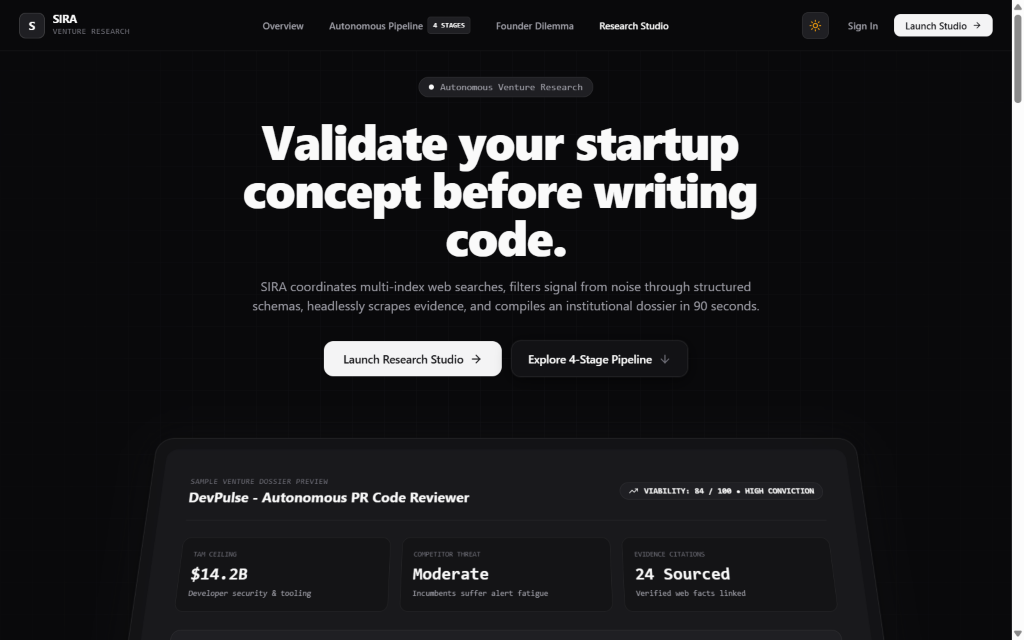 S
SIRA
VENTURE RESEARCH
Overview
Autonomous Pipeline 4 STAGES
Founder Dilemma
Research Studio
Sign In
Launch Studio →
Autonomous Venture Research
Validate your startup
concept before writing
code.
SIRA coordinates multi-index web searches, filters signal from noise through structured
schemas, headlessly scrapes evidence, and compiles an institutional dossier in 90 seconds.
Launch Research Studio →
Explore 4-Stage Pipeline ↓
SAMPLE VENTURE DOSSIER PREVIEW
DevPulse - Autonomous PR Code Reviewer
VIABILITY: 84 / 100 • HIGH CONVICTION
TAM CEILING
$14.2B
Developer security & tooling
COMPETITOR THREAT
Moderate
Incumbents suffer alert fatigue
EVIDENCE CITATIONS
24 Sourced
Verified web facts linked